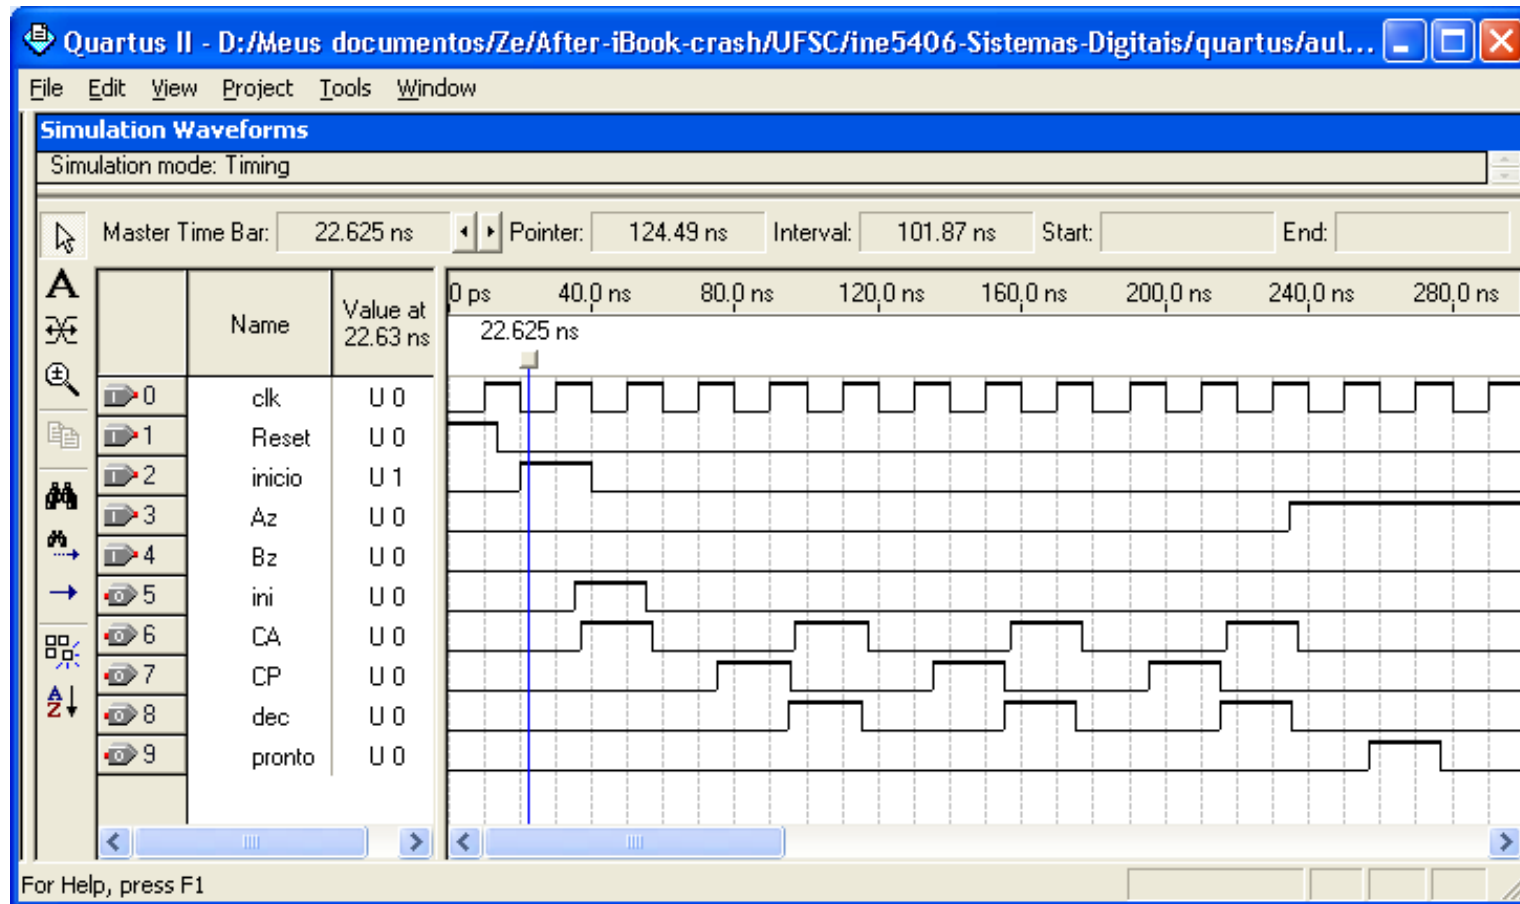 Quartus II - D:/Meus documentos/Ze/After-iBook-crash/UFSC/ine5406-Sistemas-Digitais/quartus/aul...
File Edit View Project Tools Window
Simulation Waveforms
Simulation mode: Timing
Master Time Bar: 22.625 ns Pointer: 124.49 ns Interval: 101.87 ns Start: End:
Name
Value at
22.63 ns
0 ps 40.0 ns 80.0 ns 120.0 ns 160.0 ns 200.0 ns 240.0 ns 280.0 ns
22.625 ns
0 clk U 0
1 Reset U 0
2 inicio U 1
3 Az U 0
4 Bz U 0
5 ini U 0
6 CA U 0
7 CP U 0
8 dec U 0
9 pronto U 0
For Help, press F1